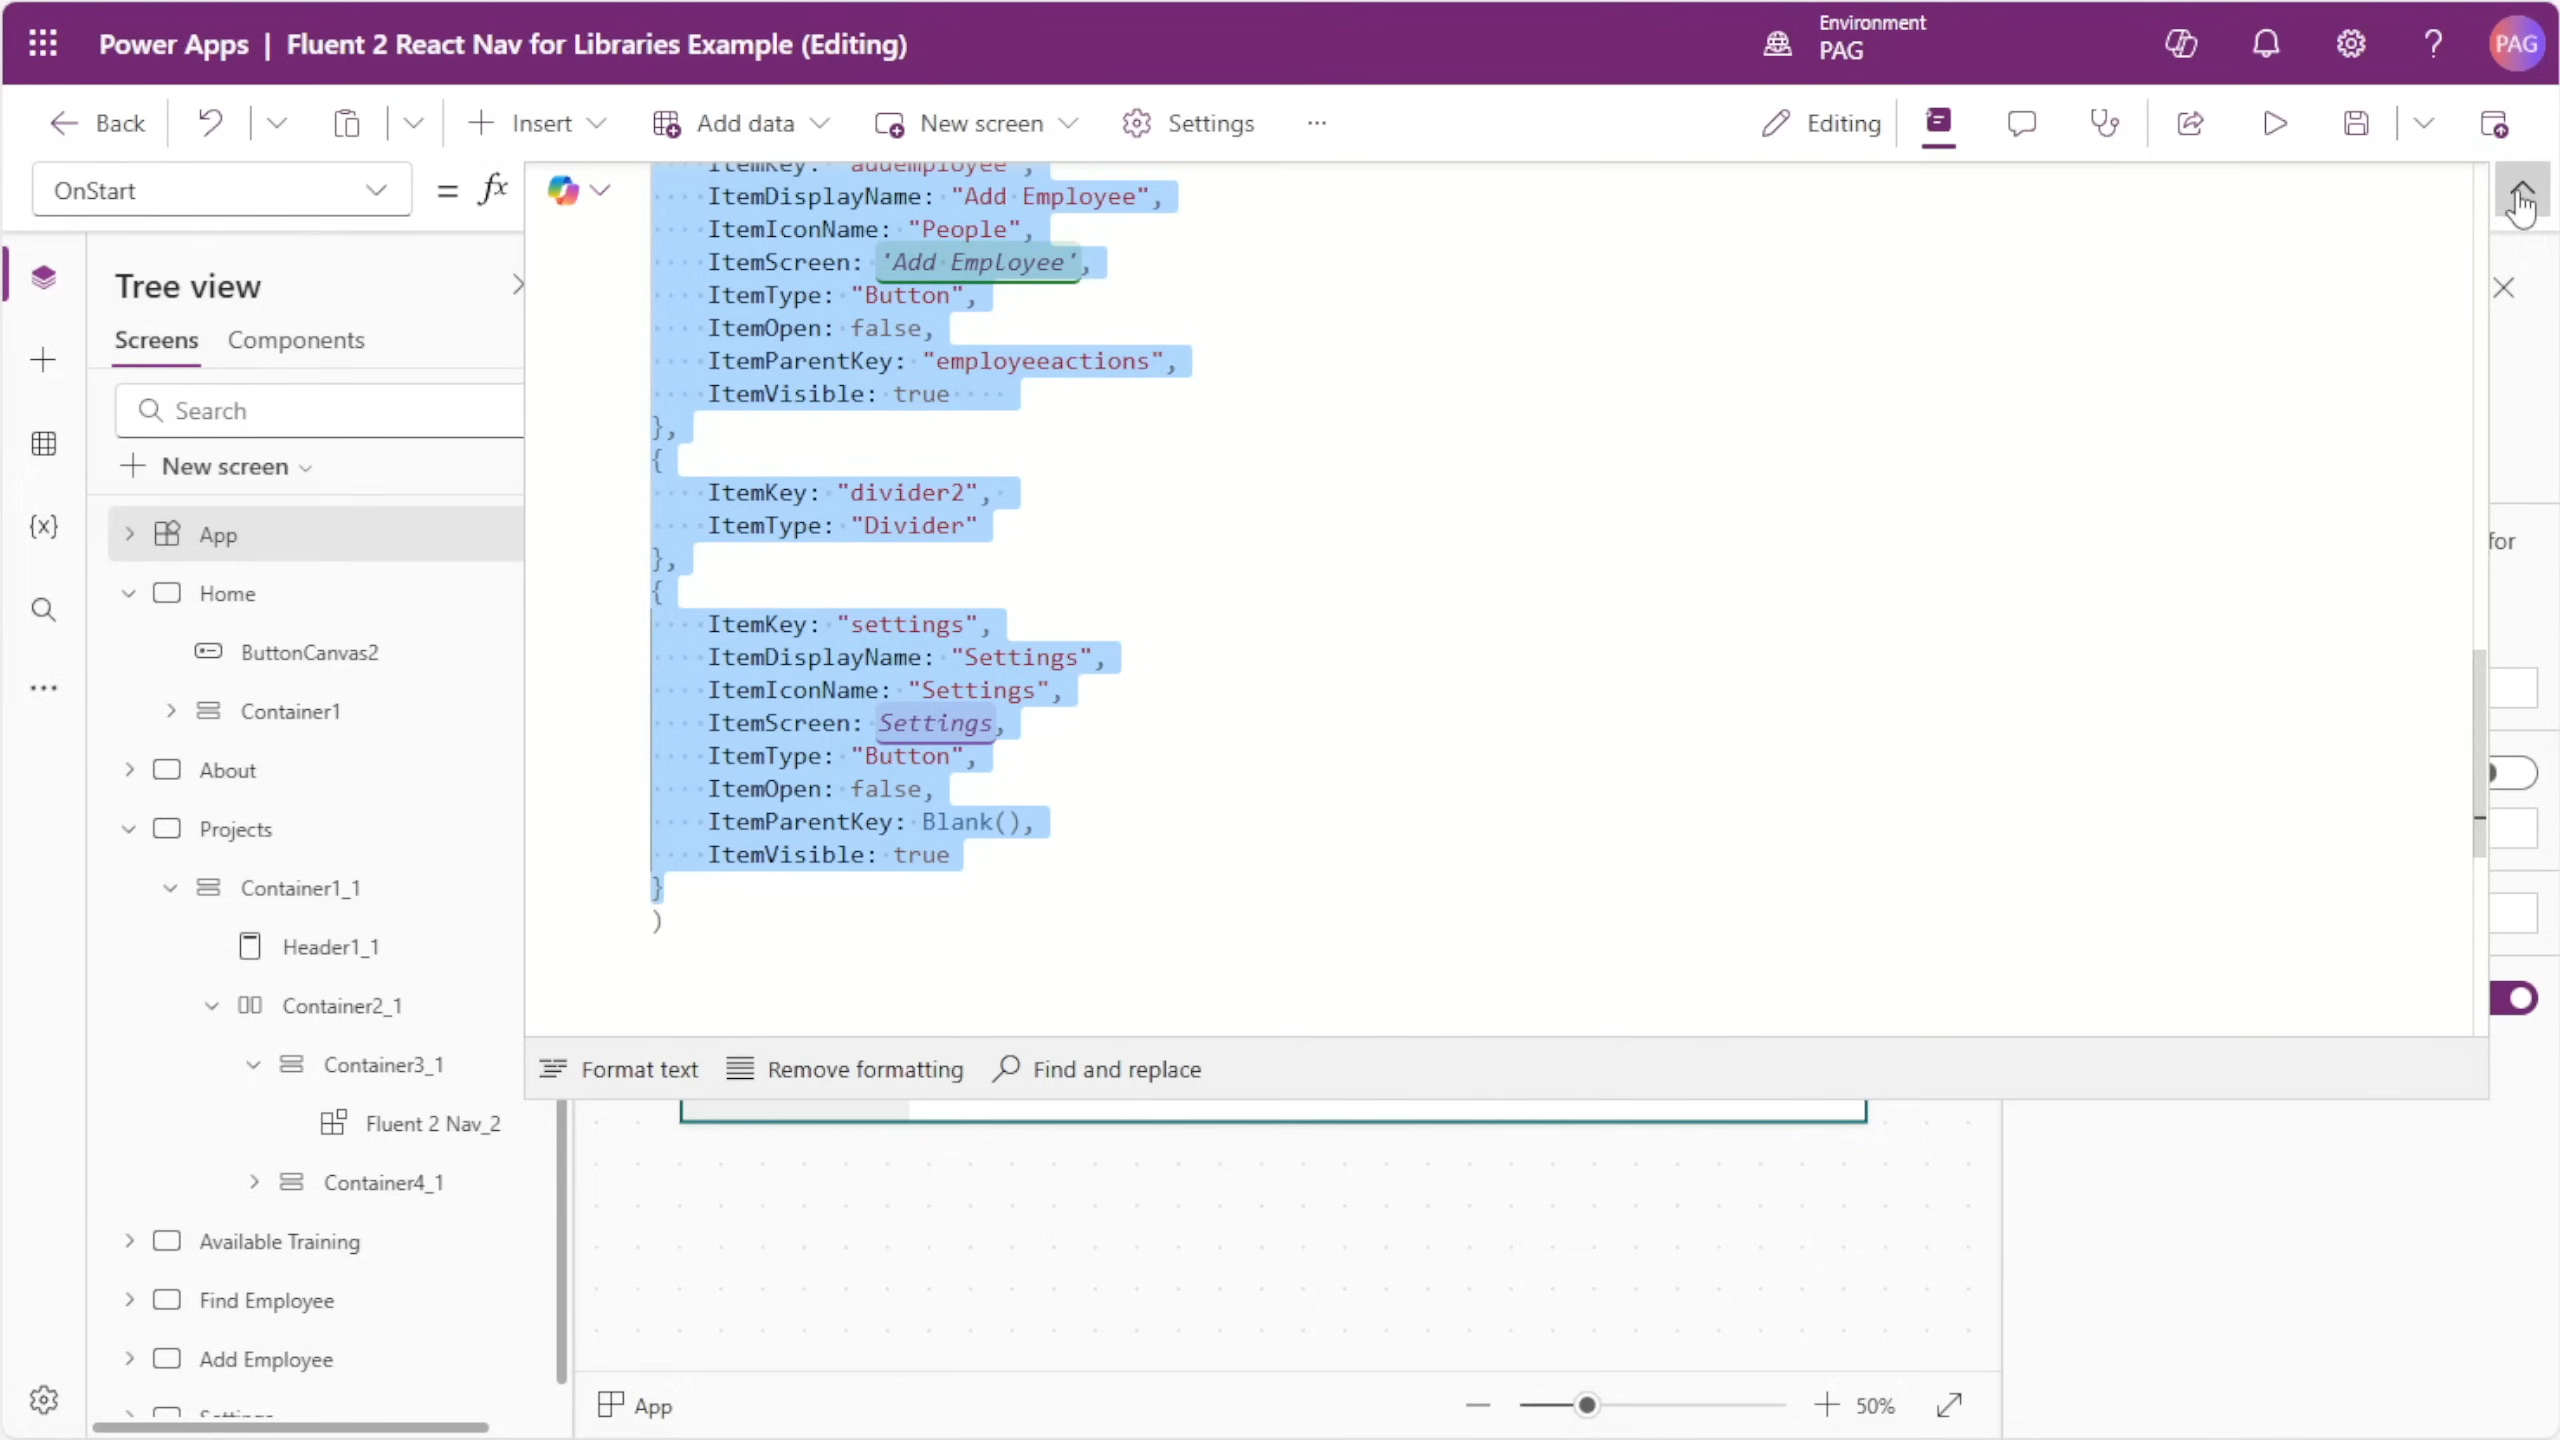 Power Apps | Fluent 2 React Nav for Libraries Example (Editing)
Environment
PAG
PAG
Back
Insert
Add data
New screen
Settings
Editing
OnStart
= fx
ItemKey: "addemployee",
ItemDisplayName: "Add Employee",
ItemIconName: "People",
ItemScreen: 'Add Employee',
ItemType: "Button",
ItemOpen: false,
ItemParentKey: "employeeactions",
ItemVisible: true
},
{
ItemKey: "divider2",
ItemType: "Divider"
},
{
ItemKey: "settings",
ItemDisplayName: "Settings",
ItemIconName: "Settings",
ItemScreen: Settings,
ItemType: "Button",
ItemOpen: false,
ItemParentKey: Blank(),
ItemVisible: true
}
)
Format text
Remove formatting
Find and replace
Tree view
Screens
Components
Search
New screen
App
Home
ButtonCanvas2
Container1
About
Projects
Container1_1
Header1_1
Container2_1
Container3_1
Fluent 2 Nav_2
Container4_1
Available Training
Find Employee
Add Employee
Settings
for
App
50%